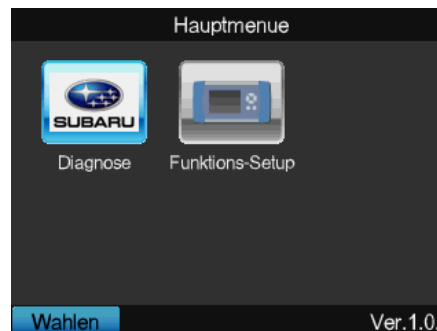 Hauptmenue
SUBARU
Diagnose
Funktions-Setup
Wahlen
Ver.1.0